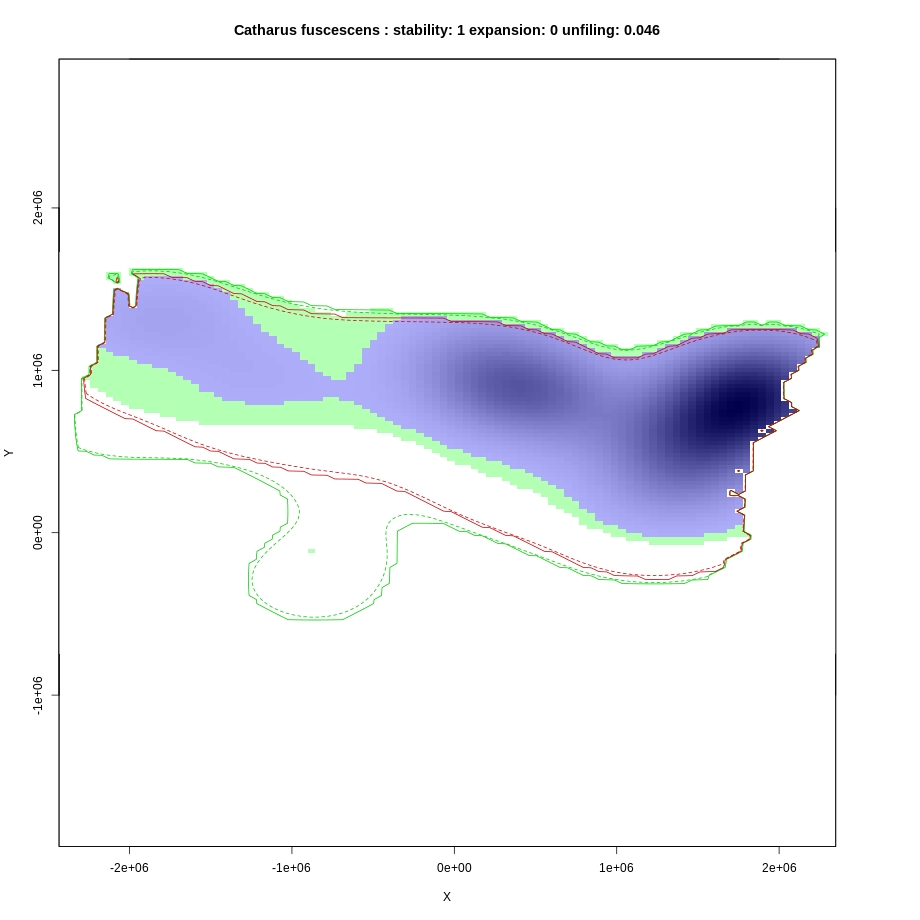 Catharus fuscescens : stability: 1 expansion: 0 unfiling: 0.046
2e+06
1e+06
0e+00
-1e+06
Y
-2e+06 -1e+06 0e+00 1e+06 2e+06
X